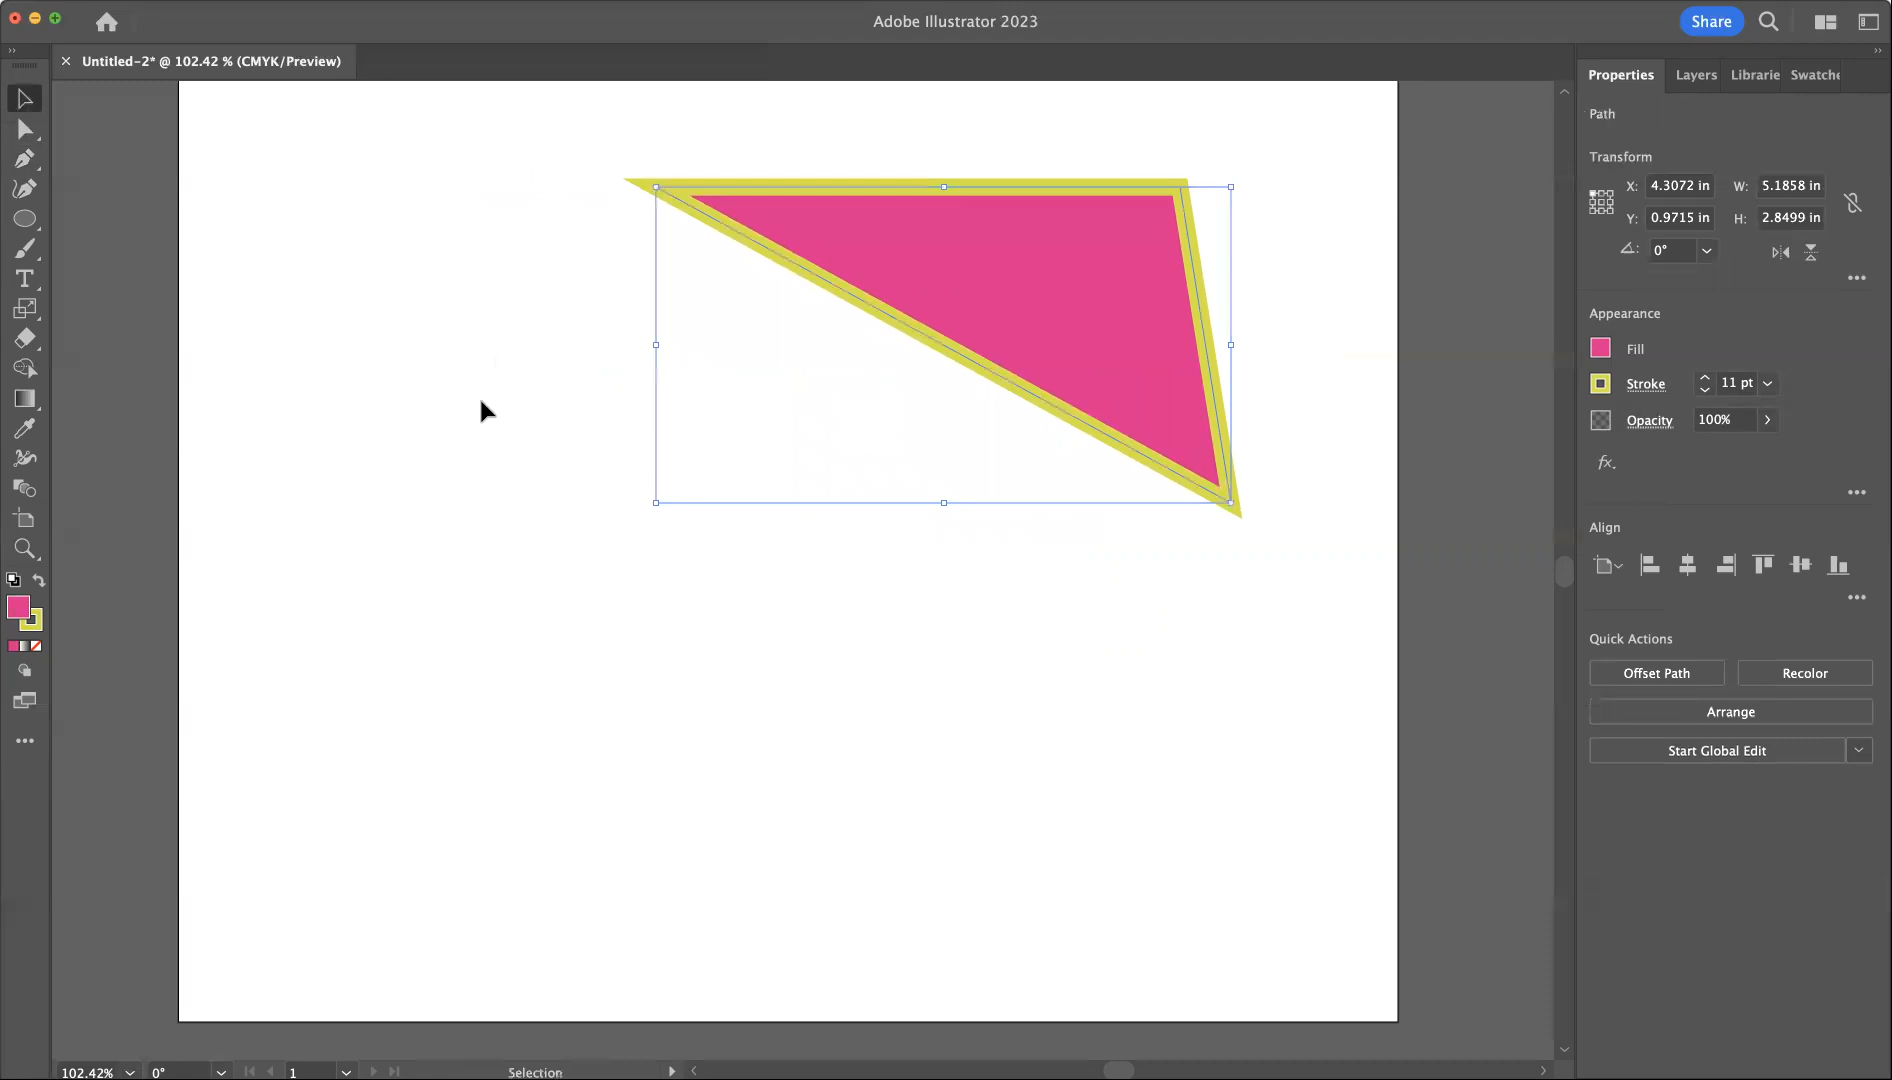 Adobe Illustrator 2023
Share
Untitled-2* @ 102.42 % (CMYK/Preview)
Properties Layers Librarie Swatche
Path
Transform
X: 4.3072 in W: 5.1858 in
Y: 0.9715 in H: 2.8499 in
0°
Appearance
Fill
Stroke 11 pt
Opacity 100%
fx.
Align
Quick Actions
Offset Path Recolor
Arrange
Start Global Edit
102.42% 0° 1 Selection